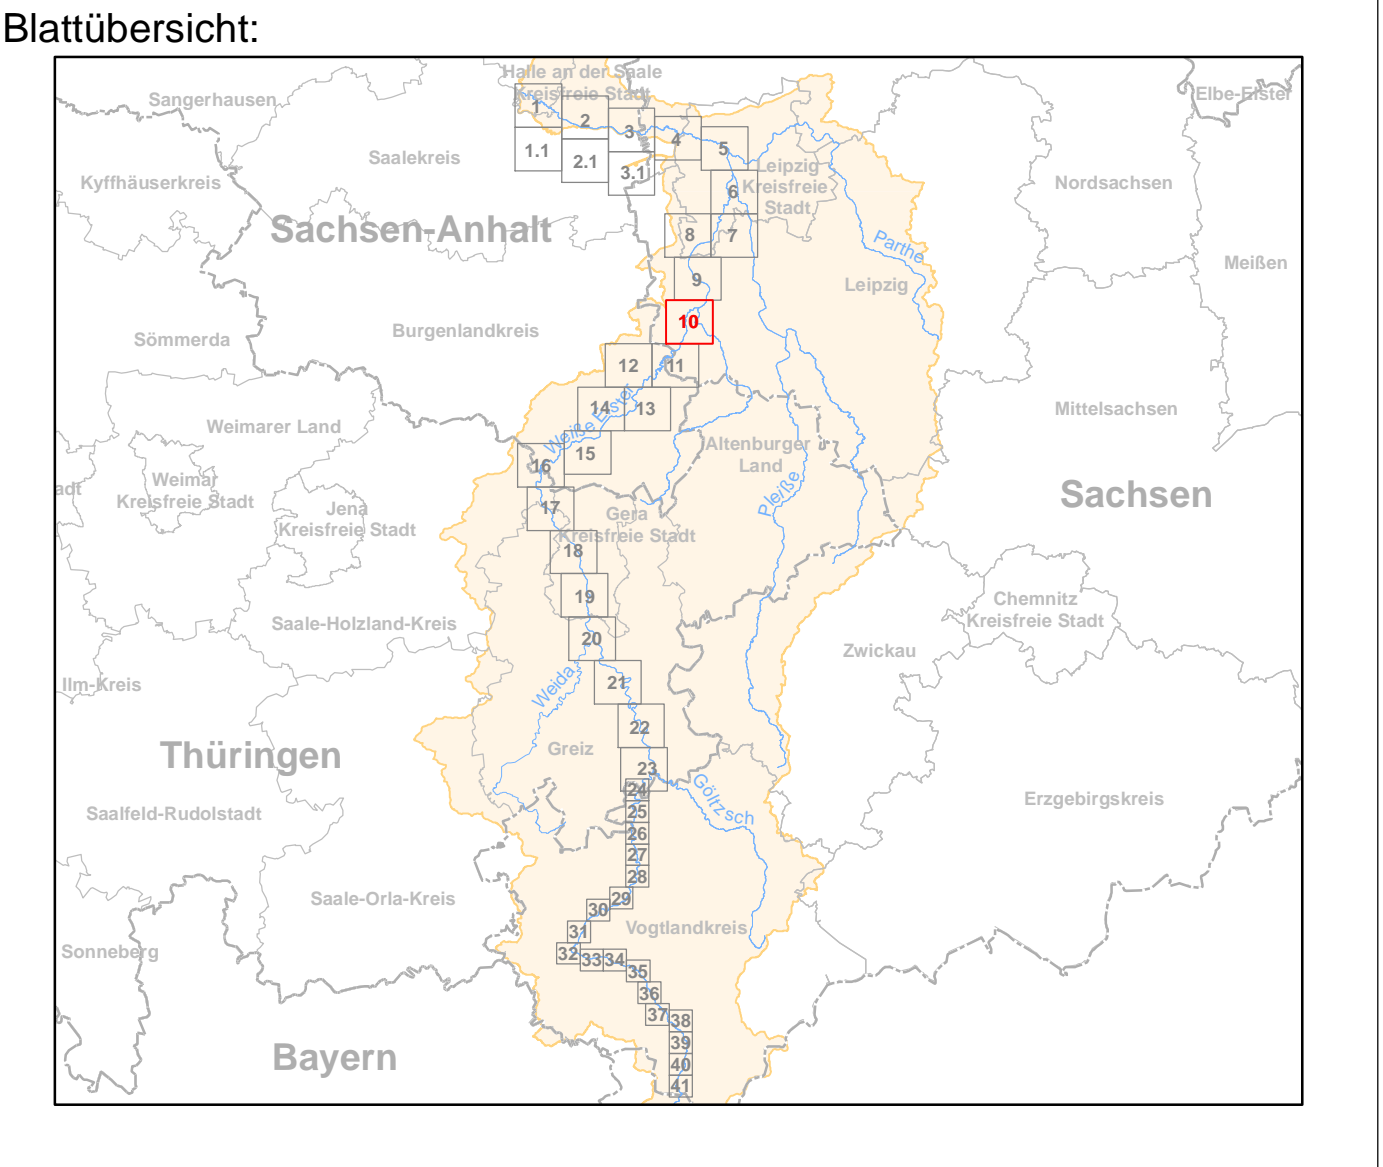 Blattübersicht:
Halle an der Saale
Kreisfreie Stadt
Sangerhausen
Elbe-Elster
1
2
3
4
5
1.1
2.1
3.1
Saalekreis
Kyffhäuserkreis
Leipzig
Kreisfreie
Stadt
Nordsachsen
6
Sachsen-Anhalt
8
7
Parthe
Meißen
9
Leipzig
10
Burgenlandkreis
Sömmerda
12
11
14
13
Weiße Elster
Mittelsachsen
Weimarer Land
15
Altenburger
Land
16
adt
Weimar
Kreisfreie Stadt
Pleiße
Sachsen
17
Jena
Kreisfreie Stadt
Gera
Kreisfreie Stadt
18
19
Chemnitz
Kreisfreie Stadt
Saale-Holzland-Kreis
20
Zwickau
Ilm-Kreis
Weida
21
22
Thüringen
Greiz
23
24
Göltzsch
Erzgebirgskreis
Saalfeld-Rudolstadt
25
26
27
28
Saale-Orla-Kreis
29
30
Vogtlandkreis
31
Sonneberg
32
33
34
35
36
37
38
39
Bayern
40
41